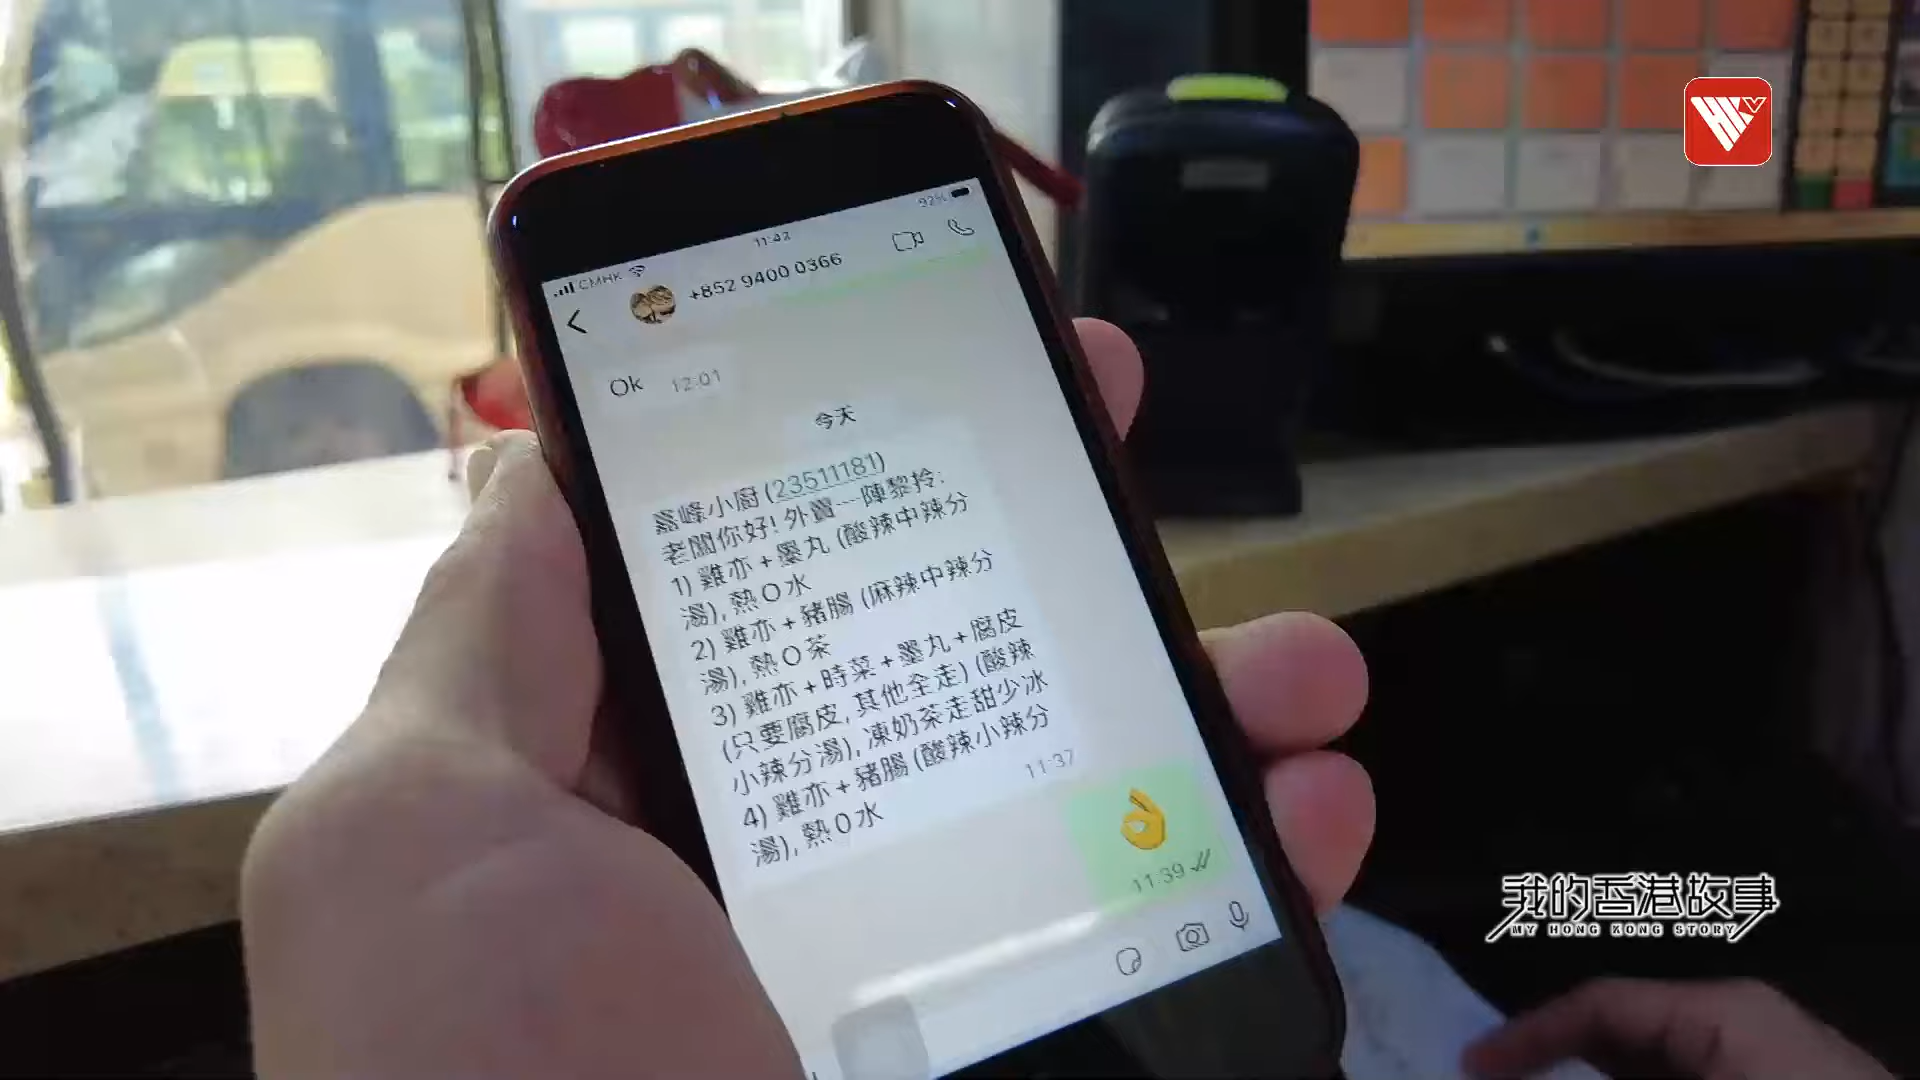 92%
11:43
CMHK
+852 9400 0366
Ok 12:01
今天
嘉峰小廚 (23511181)
老闆你好! 外賣---陳黎拎:
1) 雞亦 + 墨丸 (酸辣中辣分
湯), 熱O水
2) 雞亦 + 豬腸 (麻辣中辣分
湯), 熱O茶
3) 雞亦 + 時菜 + 墨丸 + 腐皮
(只要腐皮, 其他全走) (酸辣
小辣分湯), 凍奶茶走甜少冰
4) 雞亦 + 豬腸 (酸辣小辣分
湯), 熱O水
11:37
11:39
我的香港故事
MY HONG KONG STORY